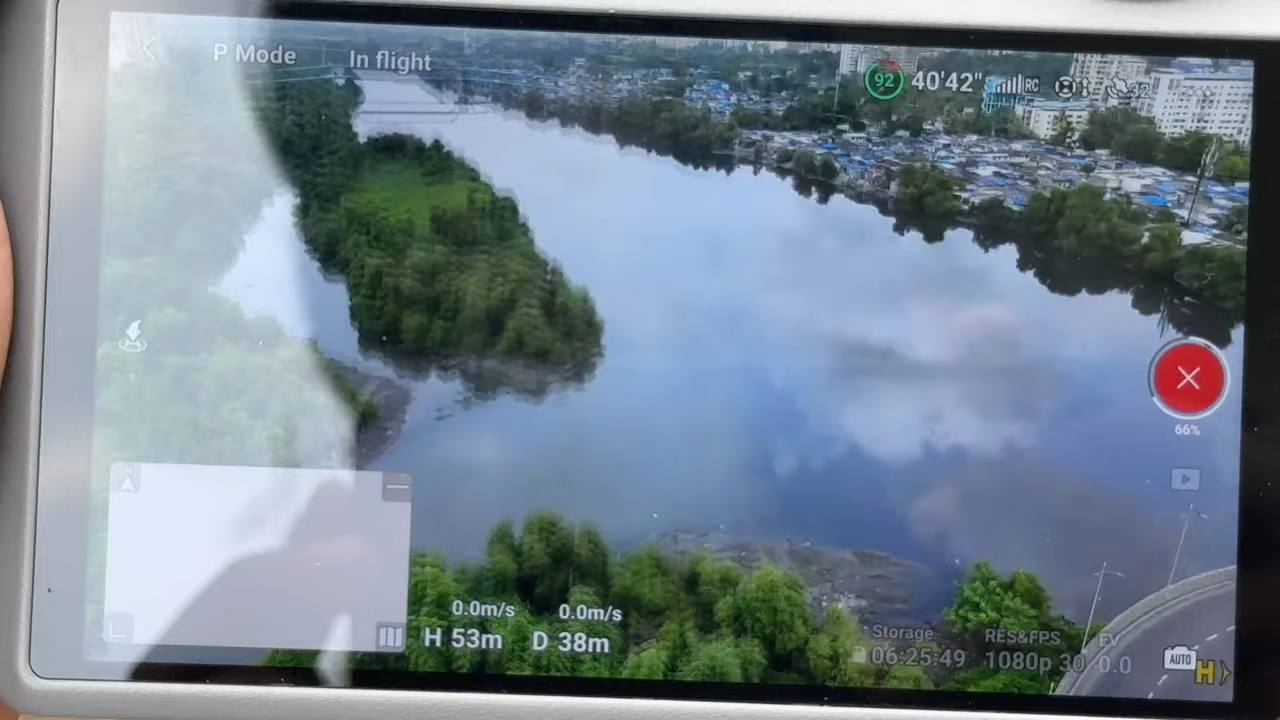 P Mode In flight
92 40'42" RC 32
66%
0.0m/s 0.0m/s
H 53m D 38m
Storage RES&FPS EV
06:25:49 1080p 30 0.0
AUTO H